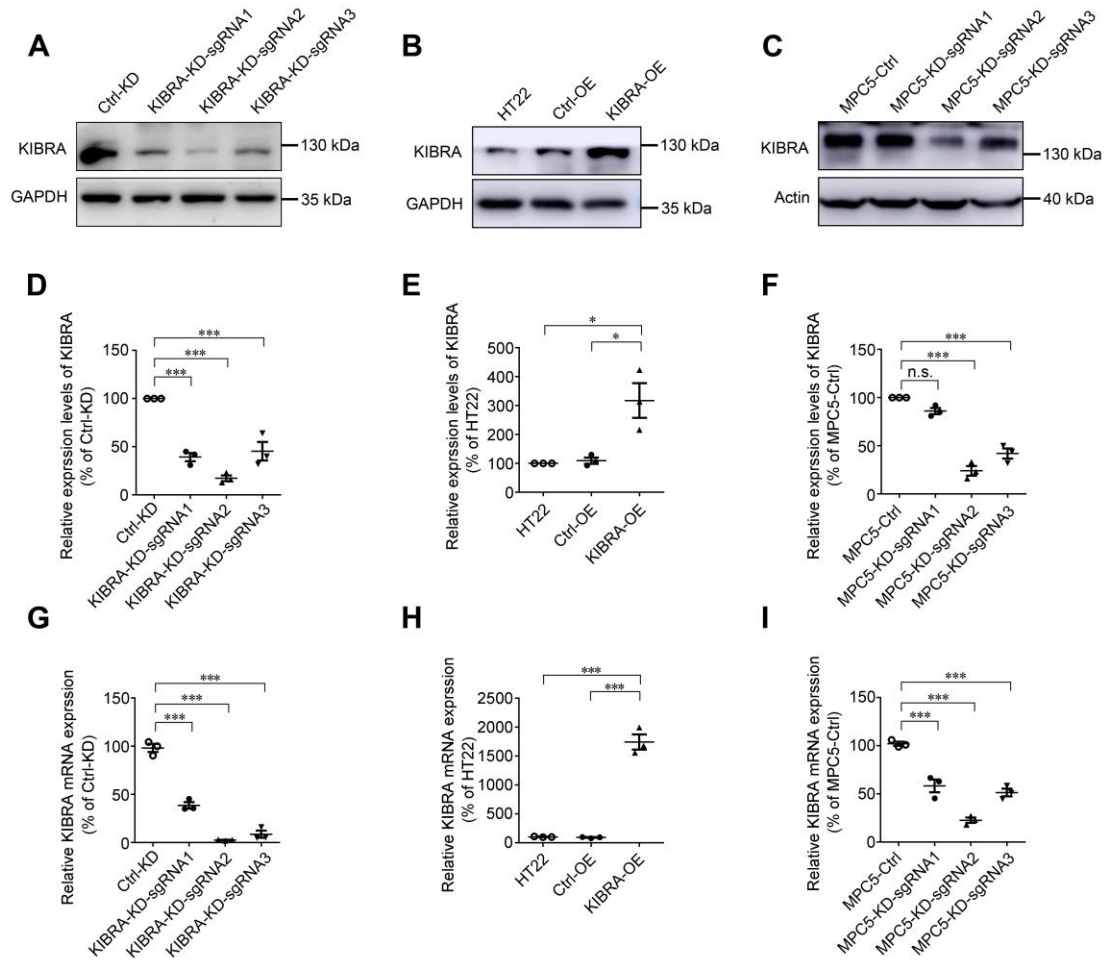 A
Ctrl-KD
KIBRA-KD-sgRNA1
KIBRA-KD-sgRNA2
KIBRA-KD-sgRNA3
KIBRA
130 kDa
GAPDH
35 kDa
B
HT22
Ctrl-OE
KIBRA-OE
KIBRA
130 kDa
GAPDH
35 kDa
C
MPC5-Ctrl
MPC5-KD-sgRNA1
MPC5-KD-sgRNA2
MPC5-KD-sgRNA3
KIBRA
130 kDa
Actin
40 kDa
D
Relative exprssion levels of KIBRA
(% of Ctrl-KD)
150
100
50
0
***
***
***
Ctrl-KD
KIBRA-KD-sgRNA1
KIBRA-KD-sgRNA2
KIBRA-KD-sgRNA3
E
Relative exprssion levels of KIBRA
(% of HT22)
500
400
300
200
100
0
*
*
HT22
Ctrl-OE
KIBRA-OE
F
Relative exprssion levels of KIBRA
(% of MPC5-Ctrl)
150
100
50
0
***
***
n.s.
MPC5-Ctrl
MPC5-KD-sgRNA1
MPC5-KD-sgRNA2
MPC5-KD-sgRNA3
G
Relative KIBRA mRNA exprssion
(% of Ctrl-KD)
150
100
50
0
***
***
***
Ctrl-KD
KIBRA-KD-sgRNA1
KIBRA-KD-sgRNA2
KIBRA-KD-sgRNA3
H
Relative KIBRA mRNA exprssion
(% of HT22)
2500
2000
1500
1000
500
0
***
***
HT22
Ctrl-OE
KIBRA-OE
I
Relative KIBRA mRNA exprssion
(% of MPC5-Ctrl)
150
100
50
0
***
***
***
MPC5-Ctrl
MPC5-KD-sgRNA1
MPC5-KD-sgRNA2
MPC5-KD-sgRNA3